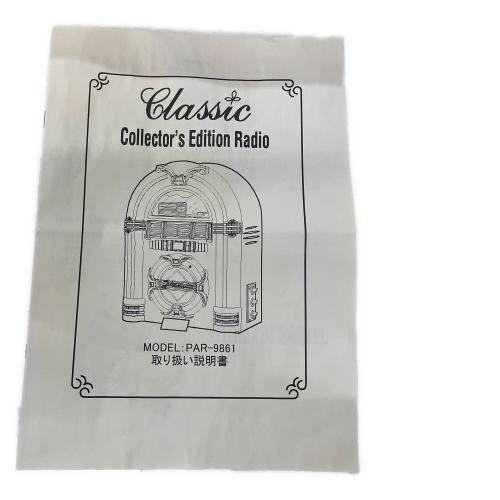 Classic
Collector's Edition Radio
MODEL: PAR-9861
取り扱い説明書